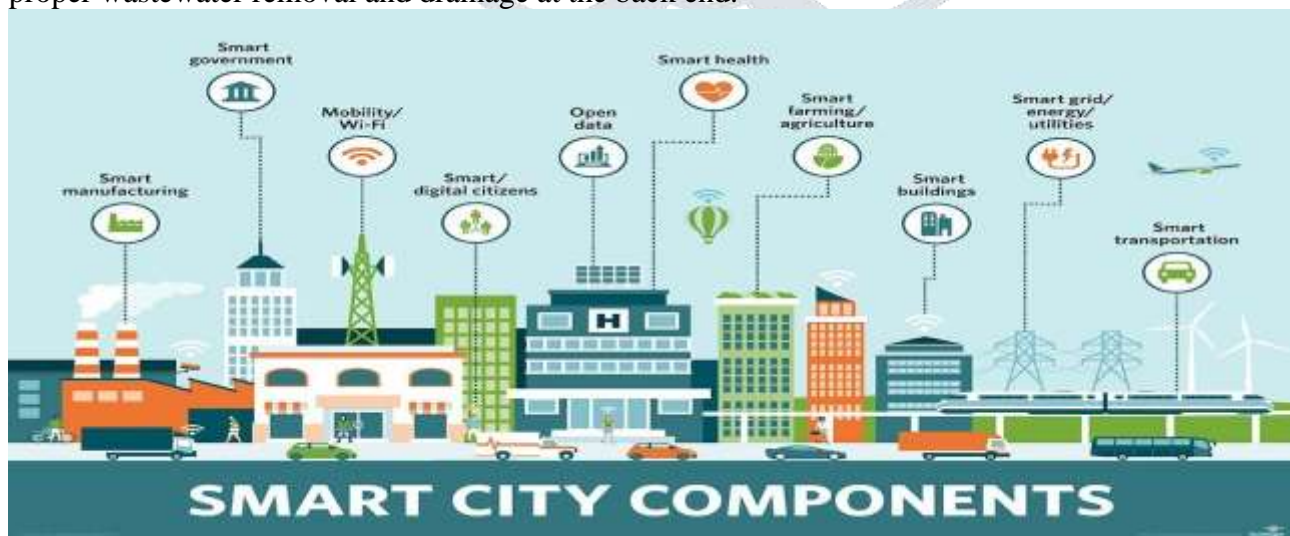 proper wastewater removal and drainage at the back end.
Smart
government
Smart health
Mobility/
Wi-Fi
Open
data
Smart
farming/
agriculture
Smart grid/
energy/
utilities
Smart
manufacturing
Smart/
digital citizens
Smart
buildings
Smart
transportation
H
SMART CITY COMPONENTS